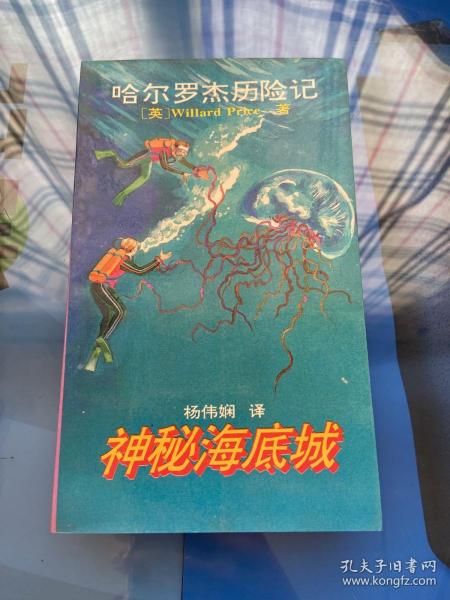 哈尔罗杰历险记
[英]Willard Price 著
杨伟娴 译
神秘海底城
孔夫子旧书网
www.kongfz.com